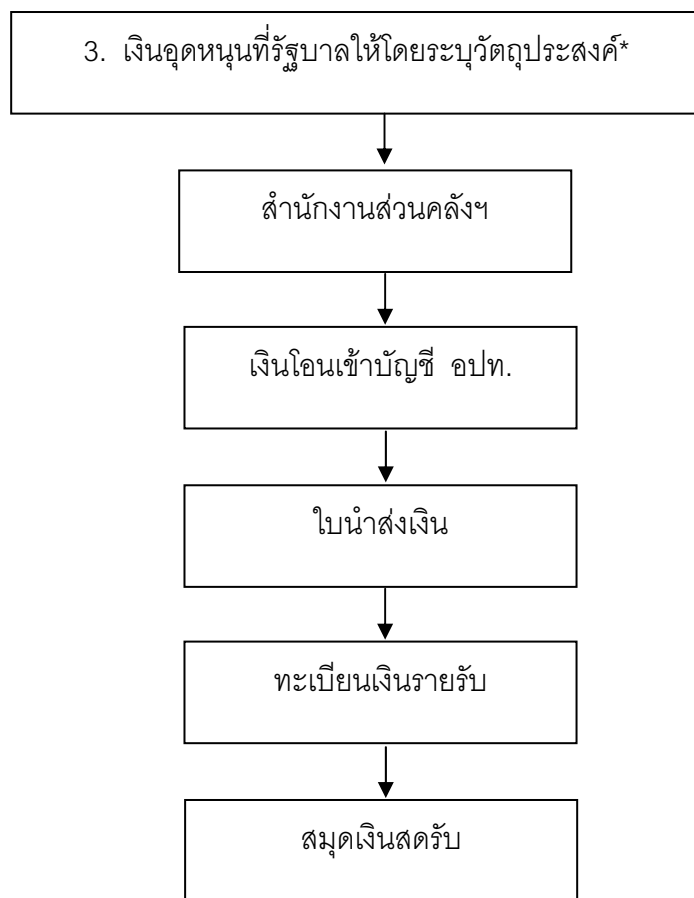 3. เงินอุดหนุนที่รัฐบาลให้โดยระบุวัตถุประสงค์*
สำนักงานส่วนคลังฯ
เงินโอนเข้าบัญชี อปท.
ใบนำส่งเงิน
ทะเบียนเงินรายรับ
สมุดเงินสดรับ